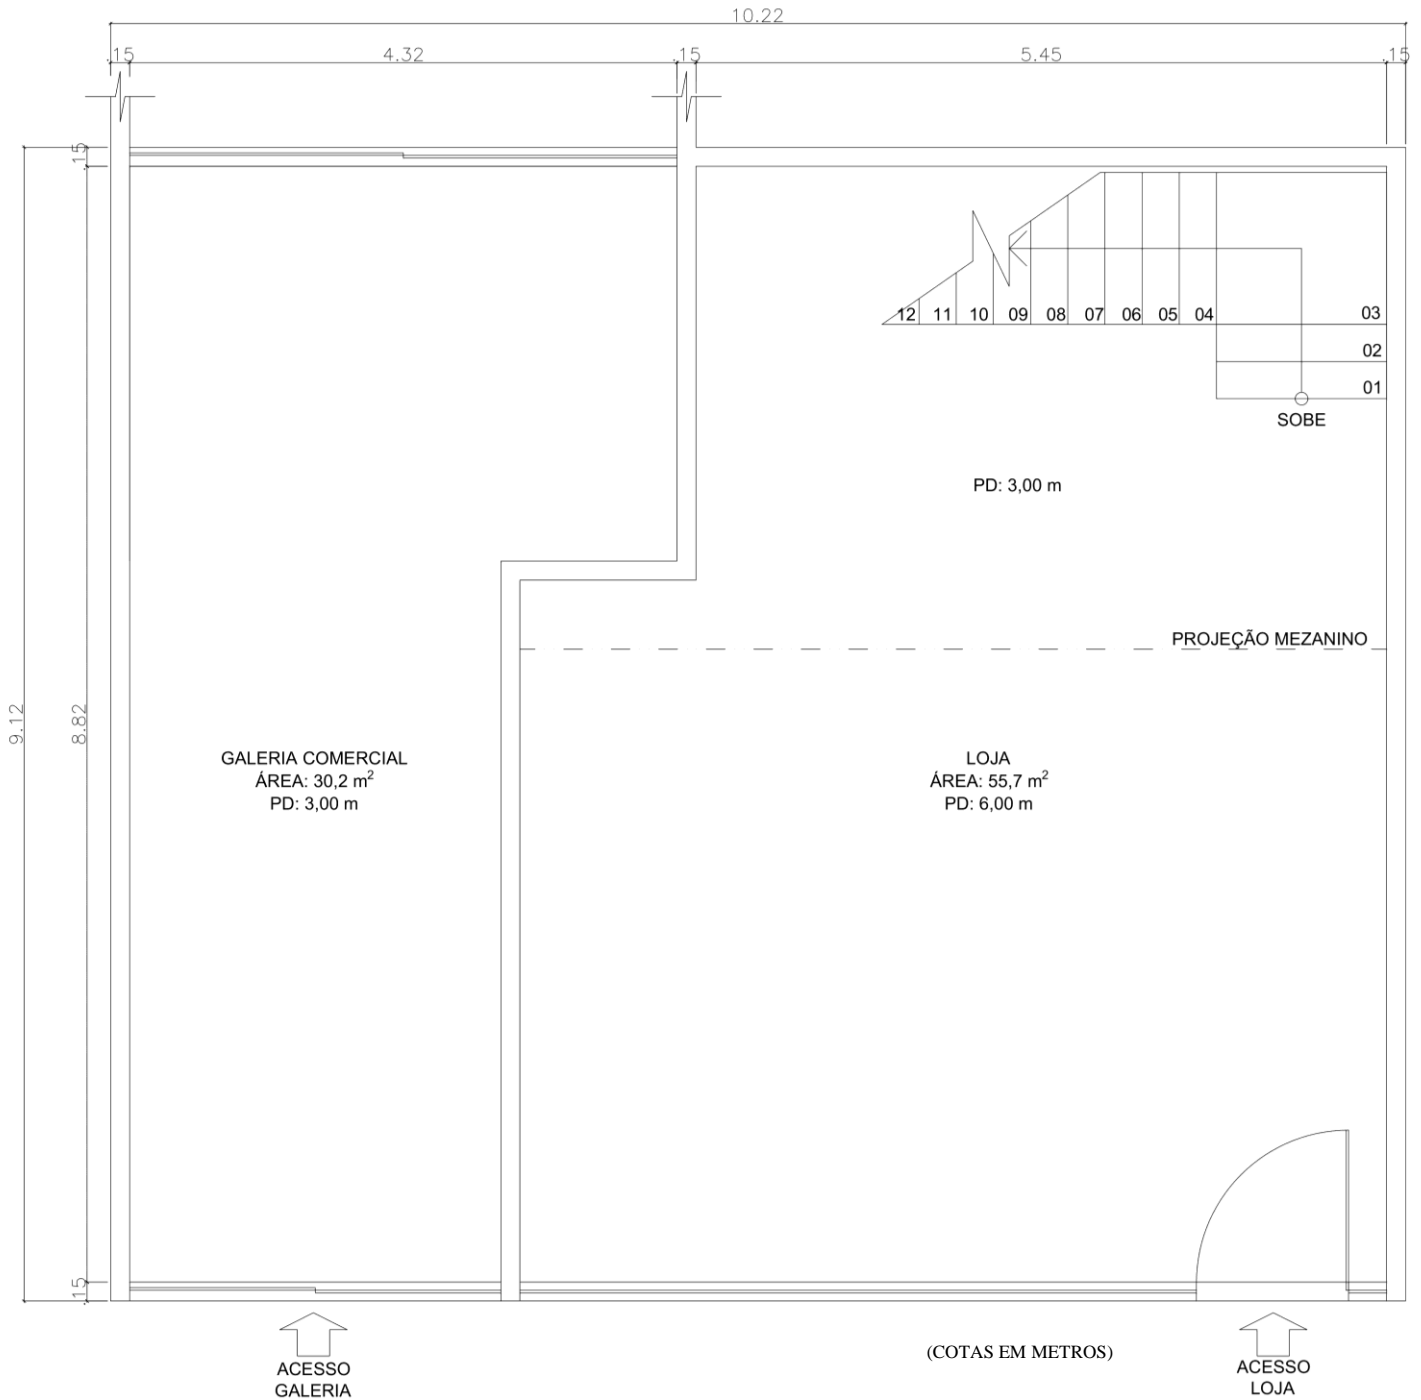 10.22
.15
4.32
.15
5.45
.15
.15
12 11 10 09 08 07 06 05 04
03
02
01
SOBE
PD: 3,00 m
PROJEÇÃO MEZANINO
9.12
8.82
GALERIA COMERCIAL
ÁREA: 30,2 m²
PD: 3,00 m
LOJA
ÁREA: 55,7 m²
PD: 6,00 m
.15
ACESSO
GALERIA
(COTAS EM METROS)
ACESSO
LOJA